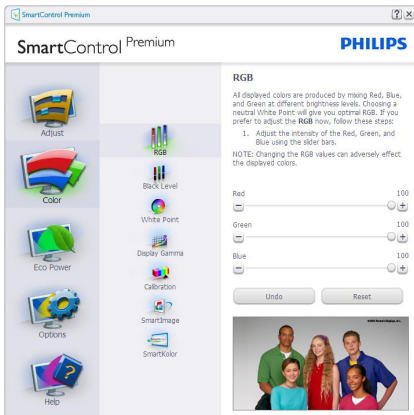 SmartControl Premium
SmartControl Premium
PHILIPS
Adjust
Color
Eco Power
Options
Help
RGB
Black Level
White Point
Display Gamma
Calibration
SmartImage
SmartKolor
RGB
All displayed colors are produced by mixing Red, Blue,
and Green at different brightness levels. Choosing a
neutral White Point will give you optimal RGB. If you
prefer to adjust the RGB now, follow these steps:
1. Adjust the intensity of the Red, Green, and
Blue using the slider bars.
NOTE: Changing the RGB values can adversely effect
the displayed colors.
Red 100
Green 100
Blue 100
Undo Reset